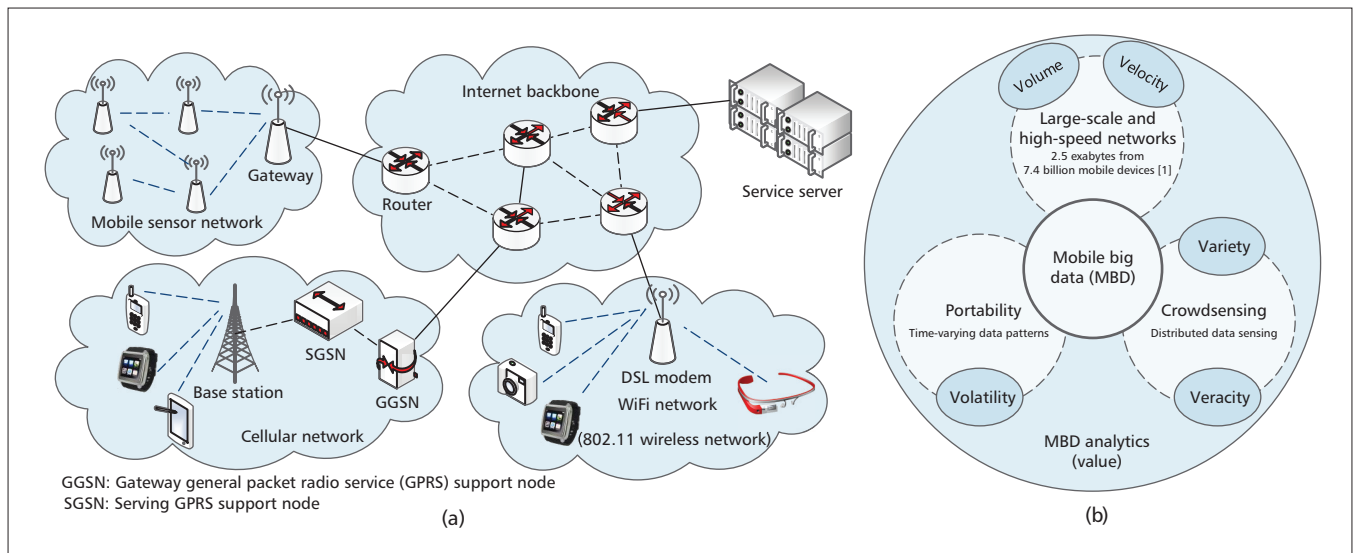 Internet backbone
Gateway
Mobile sensor network
Router
Service server
SGSN
Base station
GGSN
Cellular network
DSL modem
WiFi network
(802.11 wireless network)
GGSN: Gateway general packet radio service (GPRS) support node
SGSN: Serving GPRS support node
(a)
Volume
Velocity
Large-scale and
high-speed networks
2.5 exabytes from
7.4 billion mobile devices [1]
Mobile big
data (MBD)
Variety
Portability
Time-varying data patterns
Crowdsensing
Distributed data sensing
Volatility
Veracity
MBD analytics
(value)
(b)